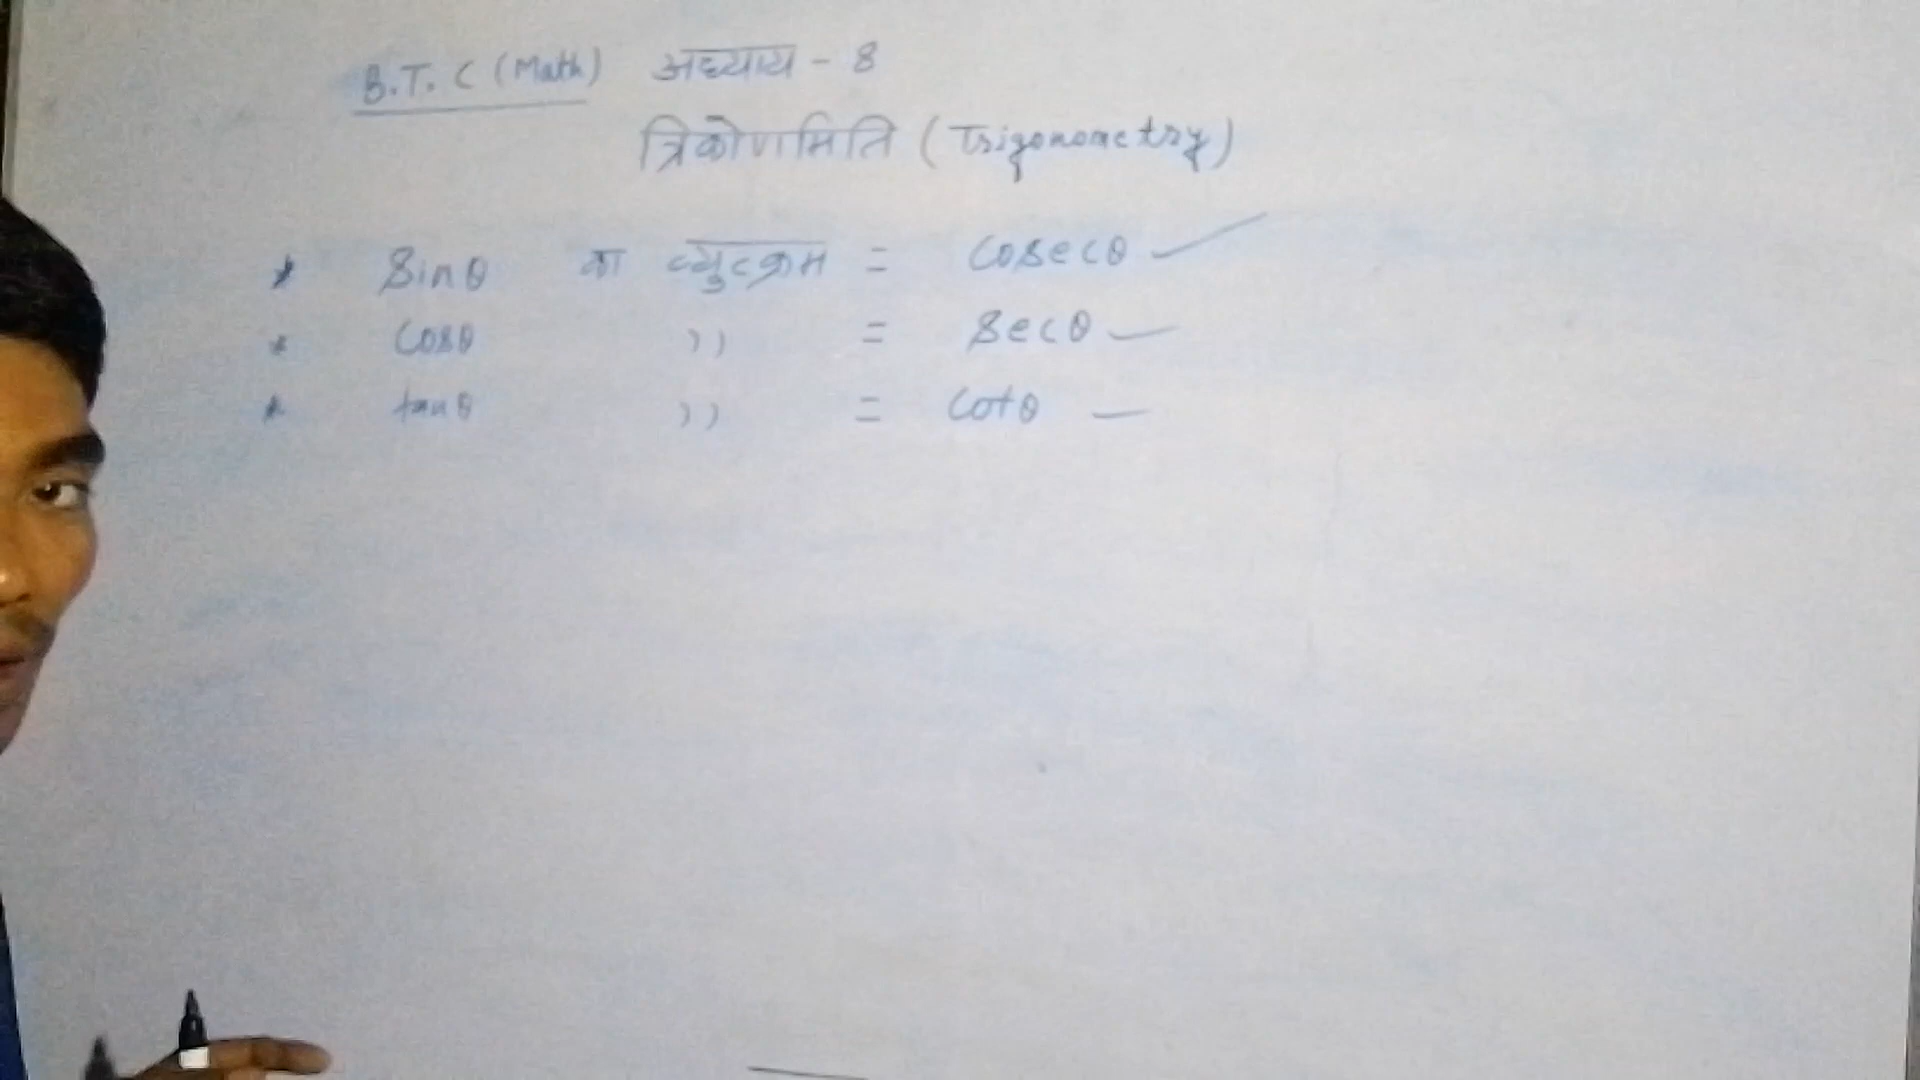 B.T.C (Math) अध्याय - 8
त्रिकोणमिति (Trigonometry)
* Sinθ का व्युत्क्रम = Cosecθ
* Cosθ ,, = Secθ
* tanθ ,, = Cotθ